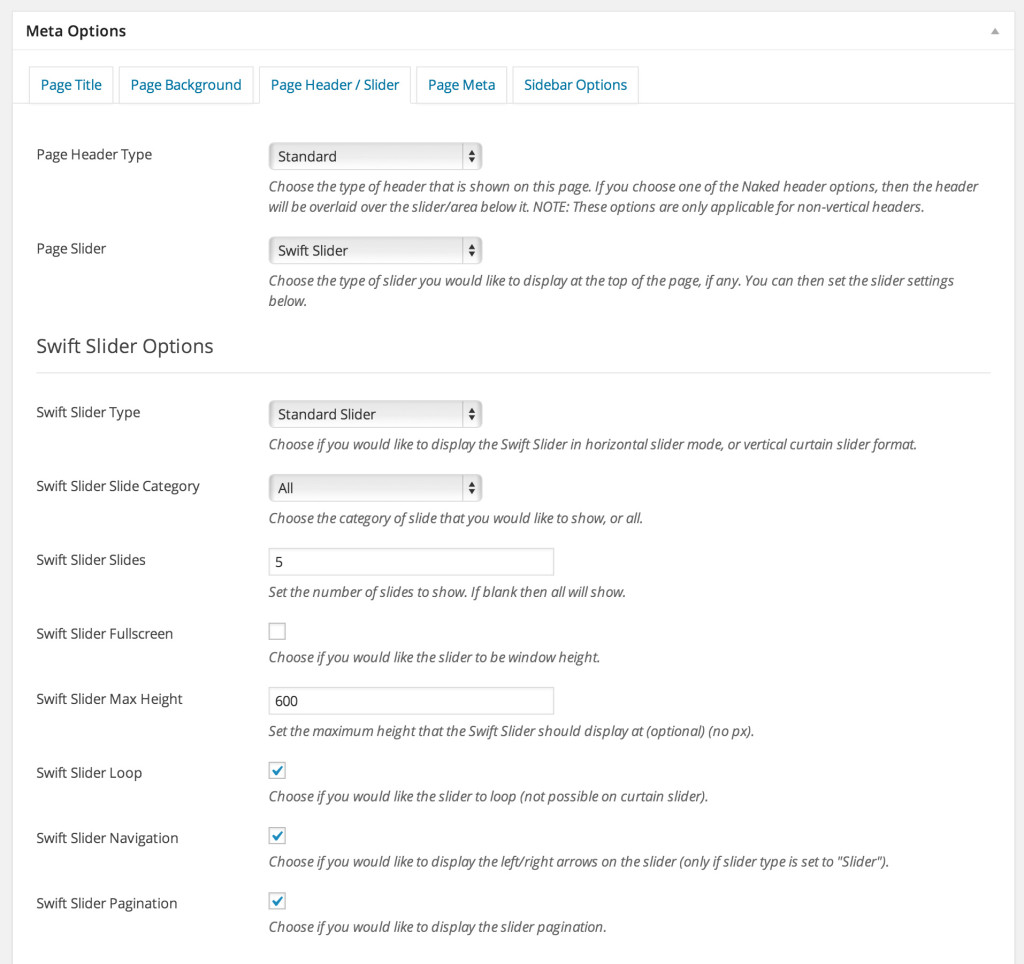 Meta Options
Page Title
Page Background
Page Header / Slider
Page Meta
Sidebar Options
Page Header Type
Standard
Choose the type of header that is shown on this page. If you choose one of the Naked header options, then the header
will be overlaid over the slider/area below it. NOTE: These options are only applicable for non-vertical headers.
Page Slider
Swift Slider
Choose the type of slider you would like to display at the top of the page, if any. You can then set the slider settings
below.
Swift Slider Options
Swift Slider Type
Standard Slider
Choose if you would like to display the Swift Slider in horizontal slider mode, or vertical curtain slider format.
Swift Slider Slide Category
All
Choose the category of slide that you would like to show, or all.
Swift Slider Slides
5
Set the number of slides to show. If blank then all will show.
Swift Slider Fullscreen
Choose if you would like the slider to be window height.
Swift Slider Max Height
600
Set the maximum height that the Swift Slider should display at (optional) (no px).
Swift Slider Loop
Choose if you would like the slider to loop (not possible on curtain slider).
Swift Slider Navigation
Choose if you would like to display the left/right arrows on the slider (only if slider type is set to "Slider").
Swift Slider Pagination
Choose if you would like to display the slider pagination.